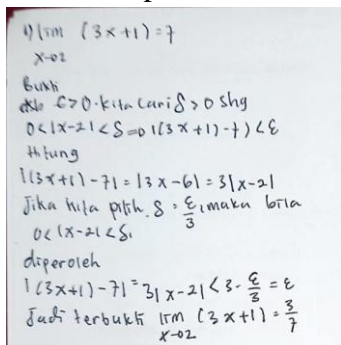 1) lim (3x+1)=7
x→2
Bukti
ε>0. kita cari δ>0 shg
0<|x-2|<δ ⇒ |(3x+1)-7)<ε
Hitung
|(3x+1)-7|=|3x-6|=3|x-2|
Jika kita pilih δ=ε/3, maka bila
0<|x-2|<δ.
diperoleh
|(3x+1)-7|=3|x-2|<3.ε/3=ε
Jadi terbukti lim (3x+1)=3/7
x→2